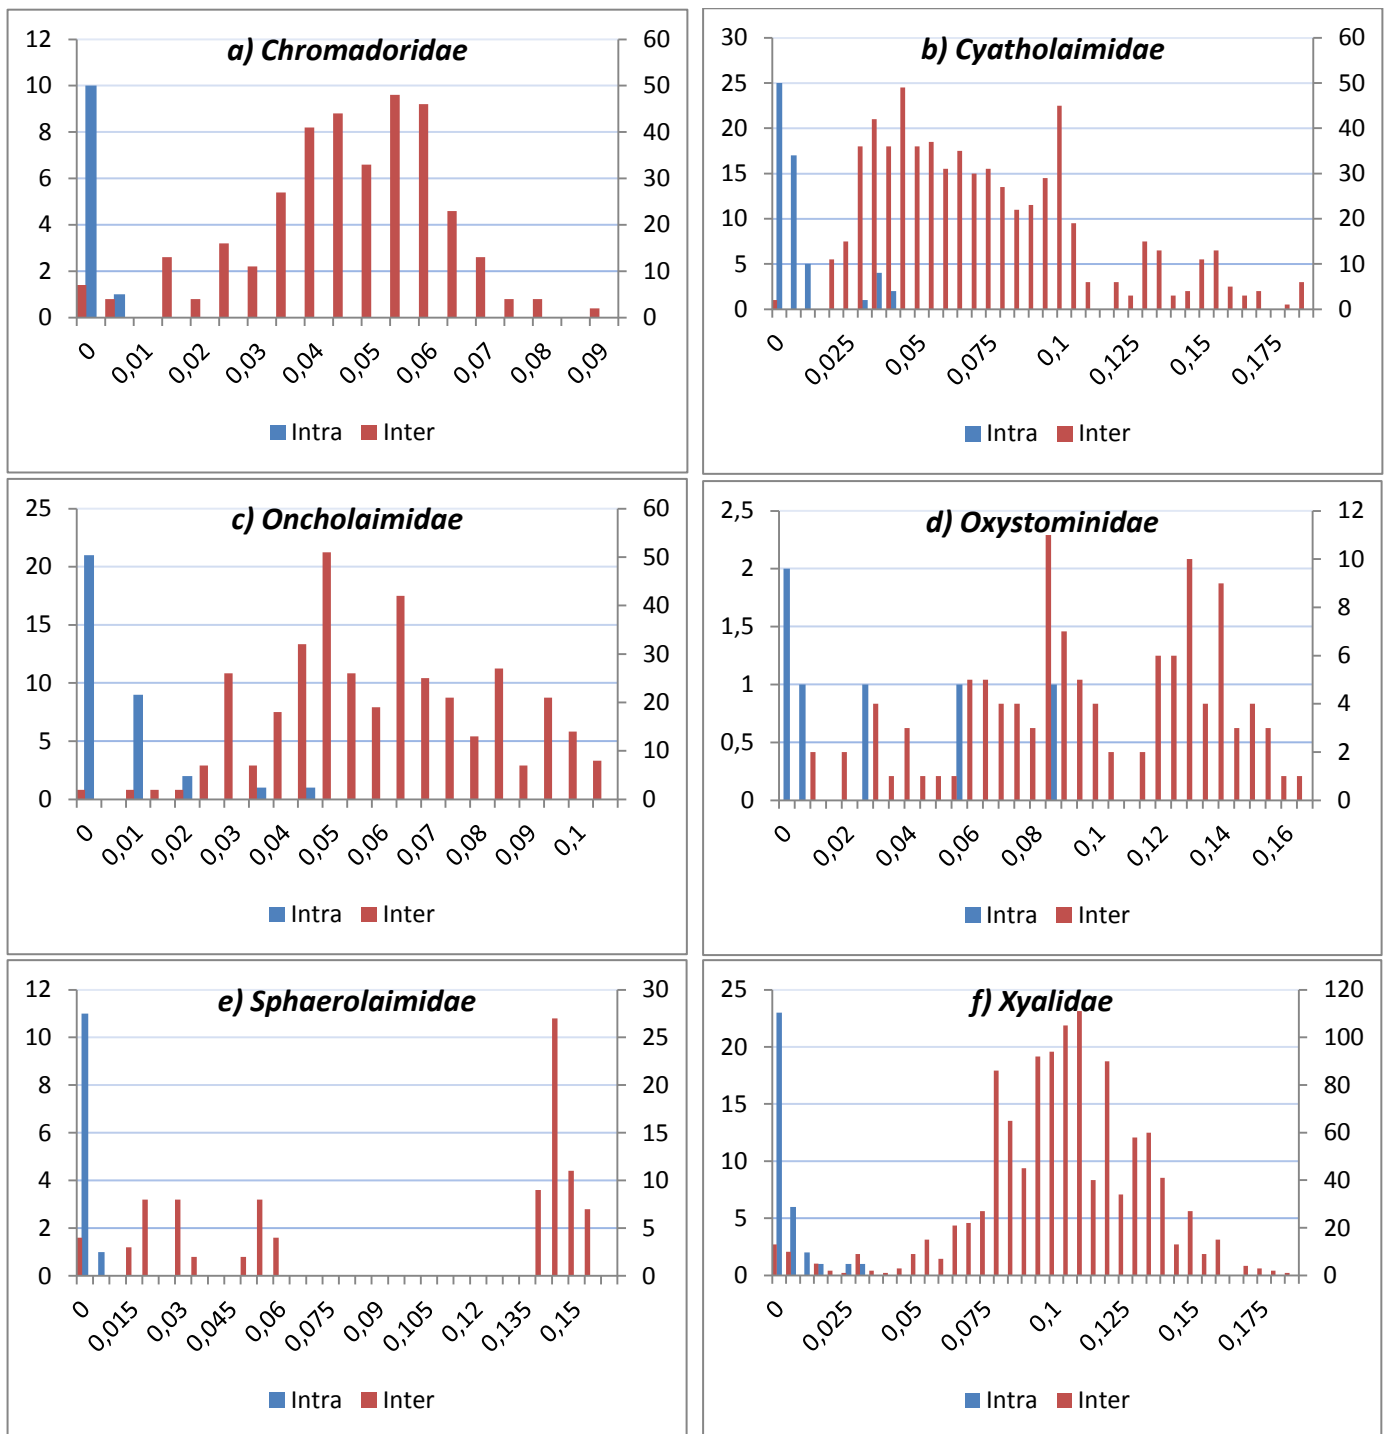 a) Chromadoridae
12 10 8 6 4 2 0
60 50 40 30 20 10 0
0 0,01 0,02 0,03 0,04 0,05 0,06 0,07 0,08 0,09
Intra Inter
b) Cyatholaimidae
30 25 20 15 10 5 0
60 50 40 30 20 10 0
0 0,025 0,05 0,075 0,1 0,125 0,15 0,175
Intra Inter
c) Oncholaimidae
25 20 15 10 5 0
60 50 40 30 20 10 0
0 0,01 0,02 0,03 0,04 0,05 0,06 0,07 0,08 0,09 0,1
Intra Inter
d) Oxystominidae
2,5 2 1,5 1 0,5 0
12 10 8 6 4 2 0
0 0,02 0,04 0,06 0,08 0,1 0,12 0,14 0,16
Intra Inter
e) Sphaerolaimidae
12 10 8 6 4 2 0
30 25 20 15 10 5 0
0 0,015 0,03 0,045 0,06 0,075 0,09 0,105 0,12 0,135 0,15
Intra Inter
f) Xyalidae
25 20 15 10 5 0
120 100 80 60 40 20 0
0 0,025 0,05 0,075 0,1 0,125 0,15 0,175
Intra Inter